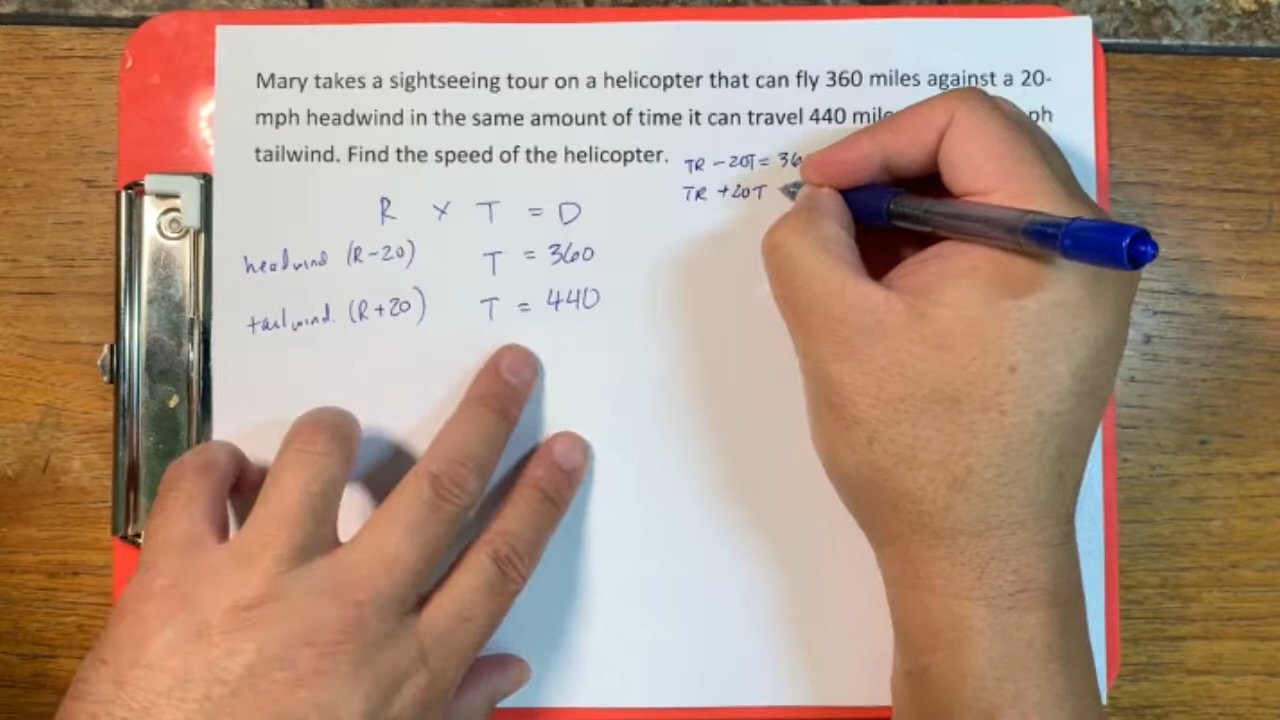 Mary takes a sightseeing tour on a helicopter that can fly 360 miles against a 20-
mph headwind in the same amount of time it can travel 440
tailwind. Find the speed of the helicopter.
TR - 20T = 36
TR + 20T
R × T = D
headwind (R-20) T = 360
tailwind. (R+20) T = 440